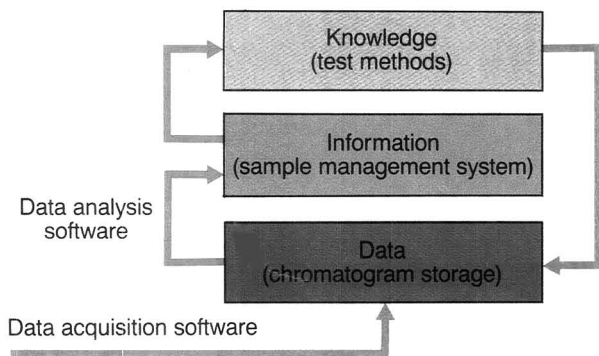 Knowledge
(test methods)
Information
(sample management system)
Data analysis
software
Data
(chromatogram storage)
Data acquisition software